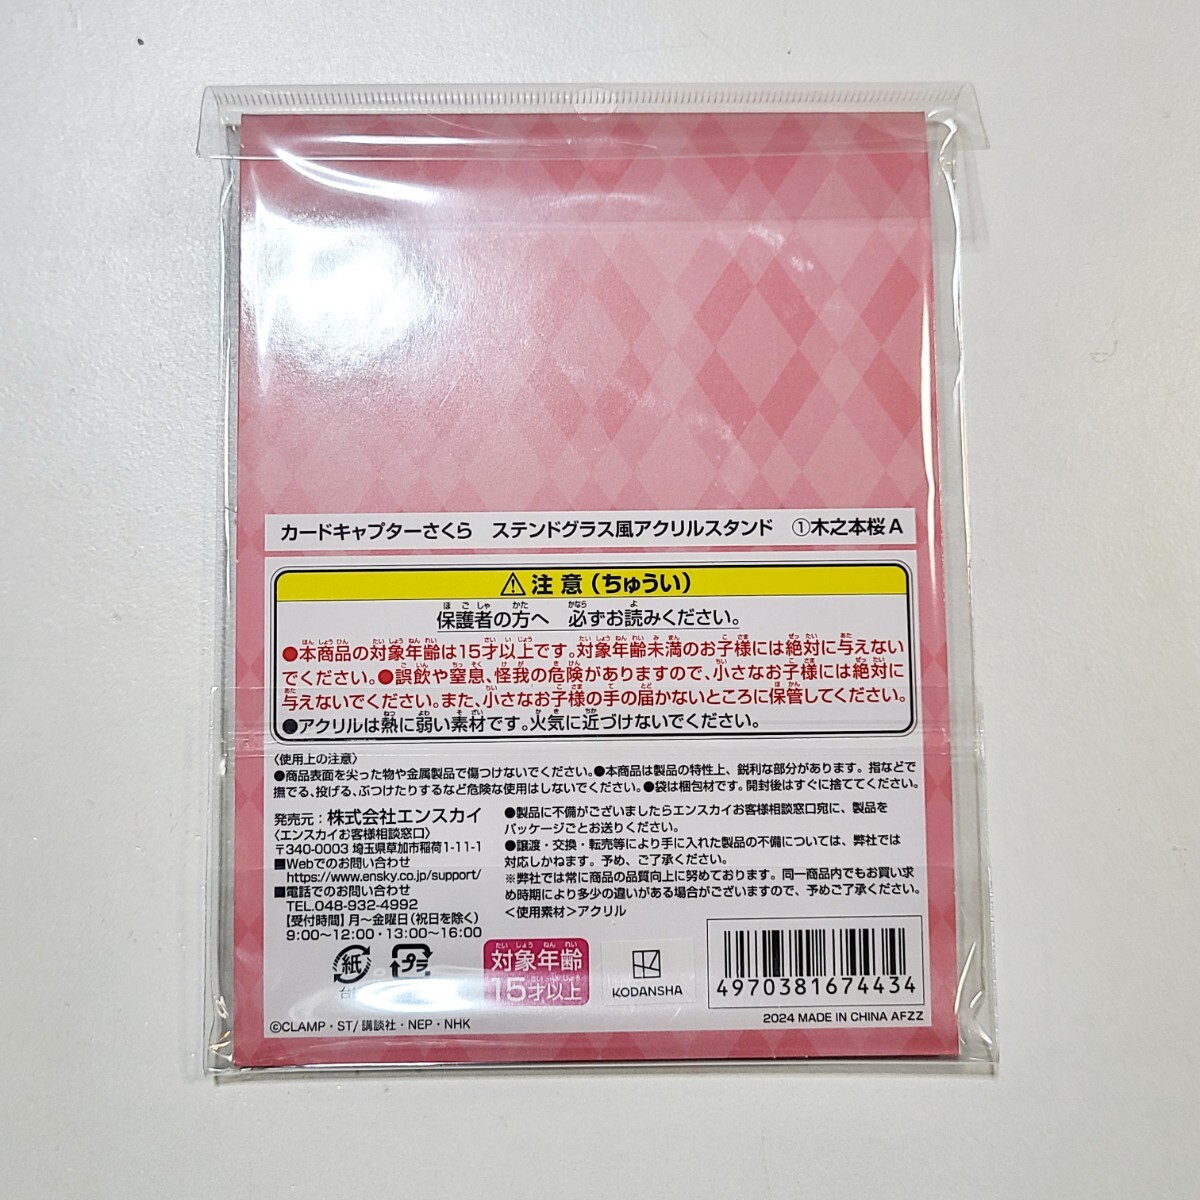 カードキャプターさくら ステンドグラス風アクリルスタンド ①木之本桜A
⚠注意(ちゅうい)
保護者の方へ 必ずお読みください。
●本商品の対象年齢は15才以上です。対象年齢未満のお子様には絶対に与えない
でください。●誤飲や窒息、怪我の危険がありますので、小さなお子様には絶対に
与えないでください。また、小さなお子様の手の届かないところに保管してください。
●アクリルは熱に弱い素材です。火気に近づけないでください。
〈使用上の注意〉
●商品表面を尖った物や金属製品で傷つけないでください。●本商品は製品の特性上、鋭利な部分があります。指などで
撫でる、投げる、ぶつけたりするなど危険な使用はしないでください。●袋は梱包材です。開封後はすぐに捨ててください。
発売元:株式会社エンスカイ
〈エンスカイお客様相談窓口〉
〒340-0003 埼玉県草加市稲荷1-11-1
■Webでのお問い合わせ
https://www.ensky.co.jp/support/
■電話でのお問い合わせ
TEL.048-932-4992
【受付時間】月~金曜日(祝日を除く)
9:00~12:00・13:00~16:00
●製品に不備がございましたらエンスカイお客様相談窓口宛に、製品を
パッケージごとお送りください。
●譲渡・交換・転売等により手に入れた製品の不備については、弊社では
対応しかねます。予め、ご了承ください。
※弊社では常に商品の品質向上に努めております。同一商品内でもお買い求
め時期により多少の違いがある場合がございますので、予めご了承ください。
<使用素材>アクリル
紙
プラ
台
対象年齢
15才以上
KODANSHA
4970381674434
©CLAMP・ST/講談社・NEP・NHK
2024 MADE IN CHINA AFZZ